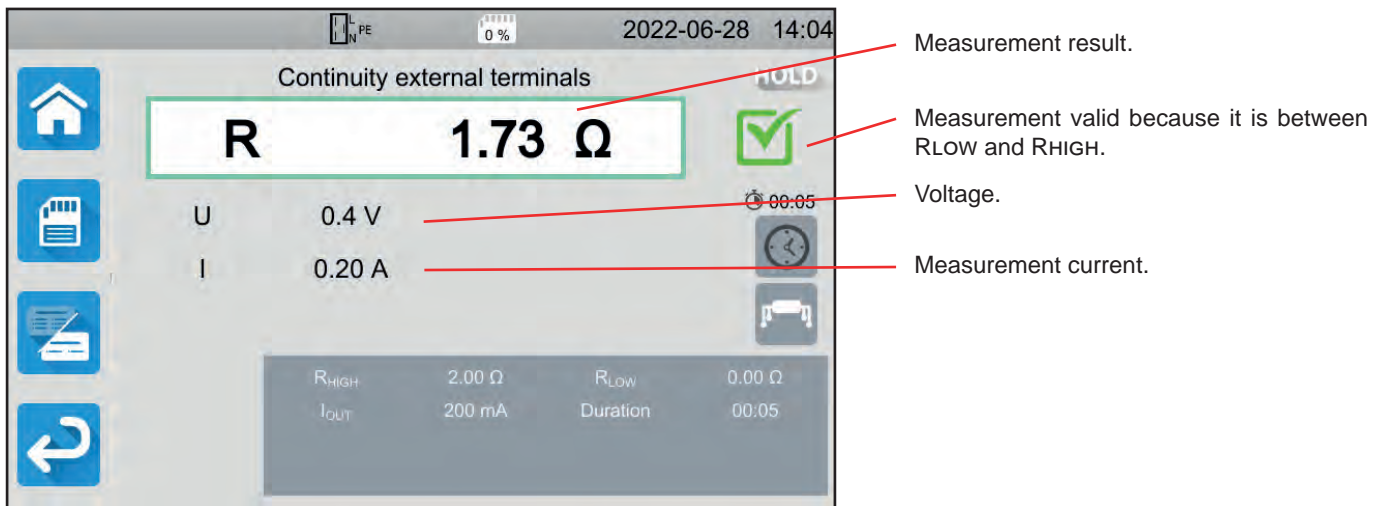 L
N PE
0 %
2022-06-28 14:04
Continuity external terminals
HOLD
R 1.73 Ω
U 0.4 V
00:05
I 0.20 A
RHIGH 2.00 Ω RLOW 0.00 Ω
IOUT 200 mA Duration 00:05
Measurement result.
Measurement valid because it is between
RLOW and RHIGH.
Voltage.
Measurement current.